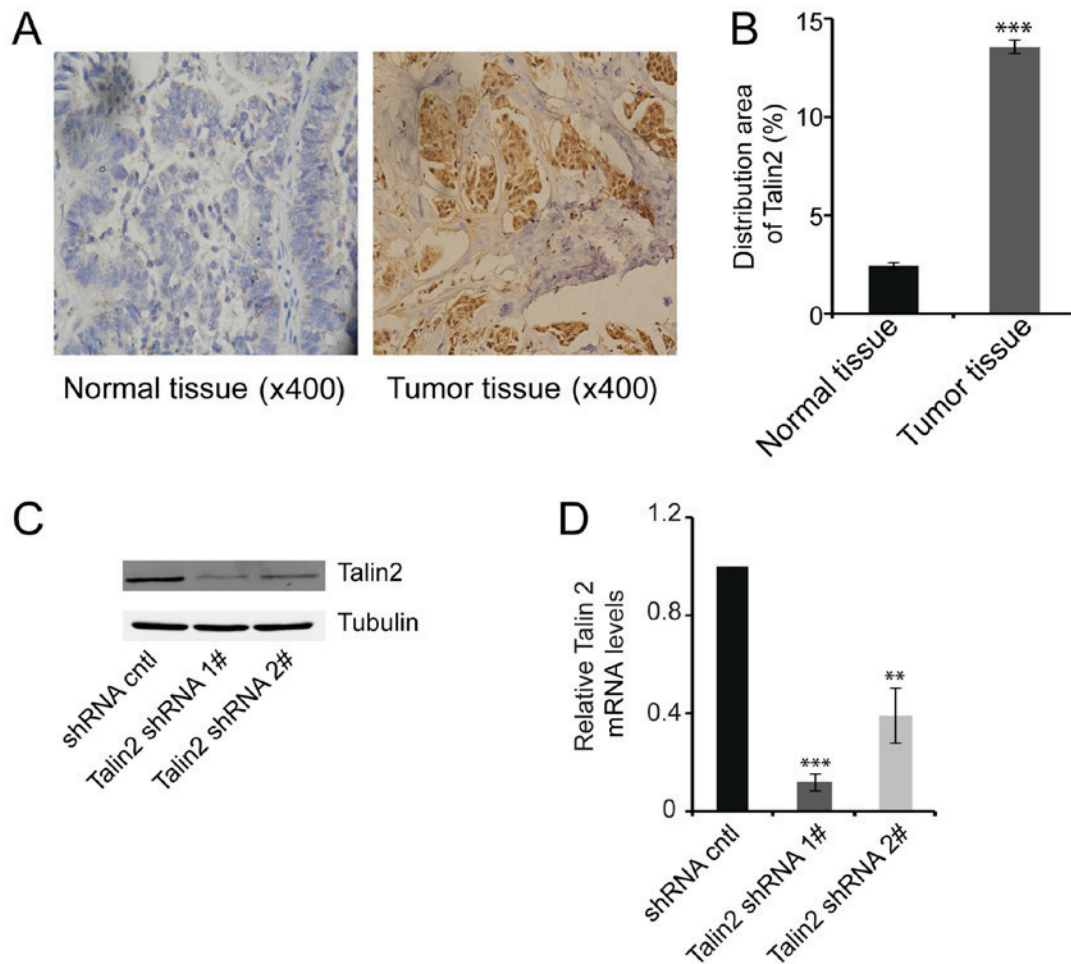 A
Normal tissue (x400)
Tumor tissue (x400)
B
Distribution area
of Talin2 (%)
15
10
5
0
***
Normal tissue
Tumor tissue
C
Talin2
Tubulin
shRNA cntl
Talin2 shRNA 1#
Talin2 shRNA 2#
D
Relative Talin 2
mRNA levels
1.2
0.8
0.4
0
***
**
shRNA cntl
Talin2 shRNA 1#
Talin2 shRNA 2#